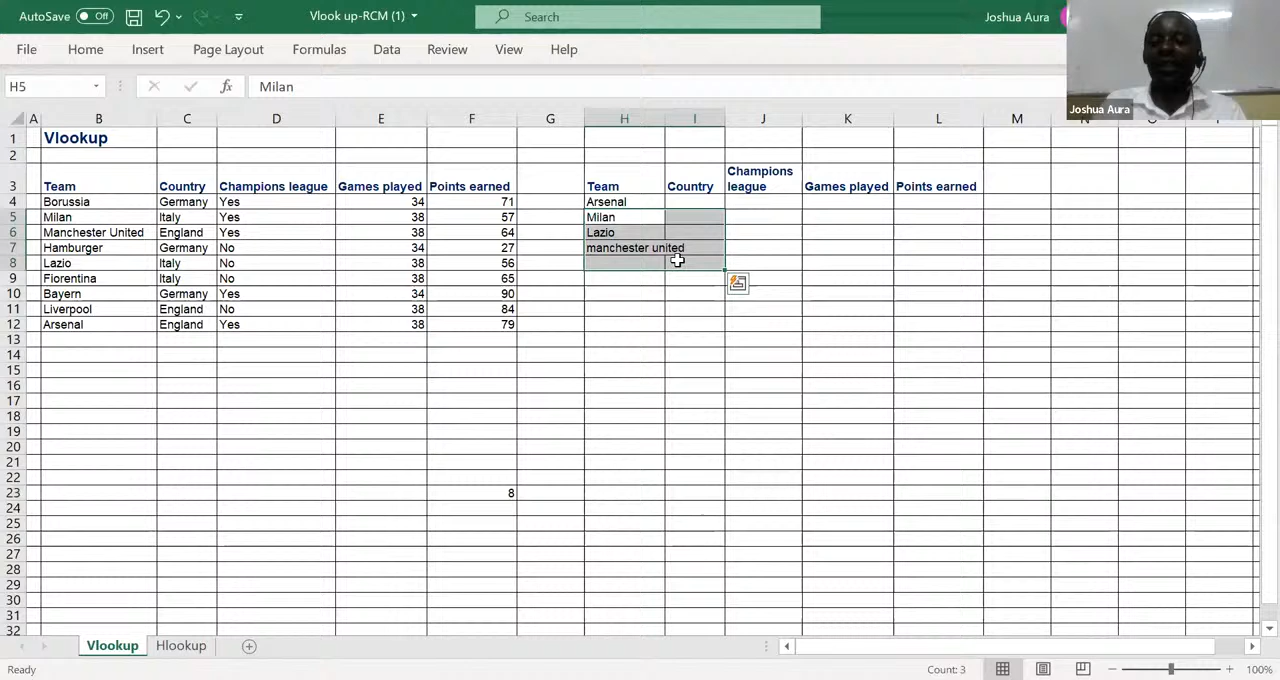 AutoSave Off Vlook up-RCM (1) Search Joshua Aura
File Home Insert Page Layout Formulas Data Review View Help
H5 fx Milan
Joshua Aura
A B C D E F G H I J K L M N
1 Vlookup
2
3 Team Country Champions league Games played Points earned Team Country Champions league Games played Points earned
4 Borussia Germany Yes 34 71 Arsenal
5 Milan Italy Yes 38 57 Milan
6 Manchester United England Yes 38 64 Lazio
7 Hamburger Germany No 34 27 manchester united
8 Lazio Italy No 38 56
9 Fiorentina Italy No 38 65
10 Bayern Germany Yes 34 90
11 Liverpool England No 38 84
12 Arsenal England Yes 38 79
13
14
15
16
17
18
19
20
21
22
23 8
24
25
26
27
28
29
30
31
32
Vlookup Hlookup
Ready Count: 3 100%